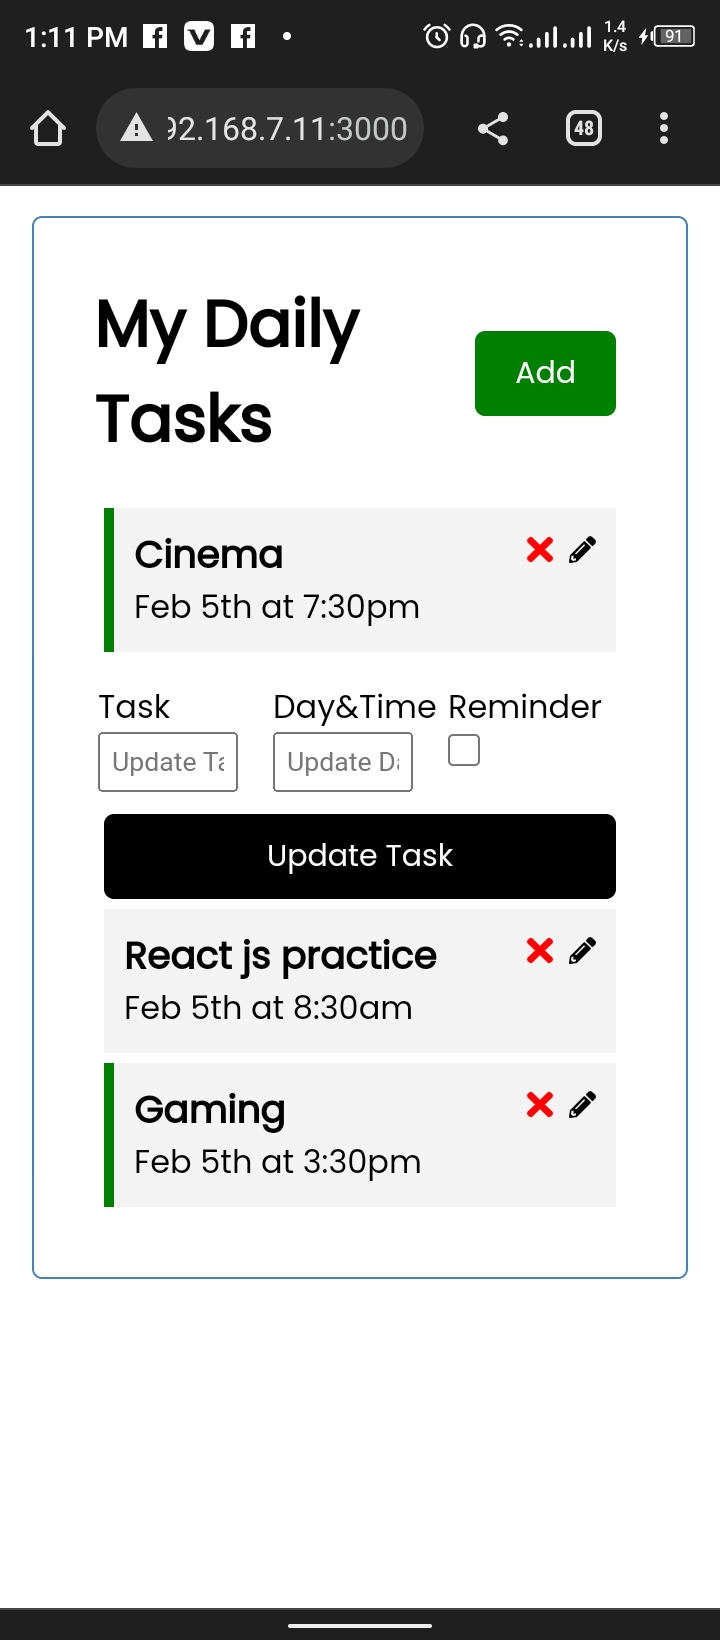 1:11 PM
1.4
K/s
91
92.168.7.11:3000
48
My Daily
Tasks
Add
Cinema
Feb 5th at 7:30pm
Task Day&Time Reminder
Update Ta Update Da
Update Task
React js practice
Feb 5th at 8:30am
Gaming
Feb 5th at 3:30pm